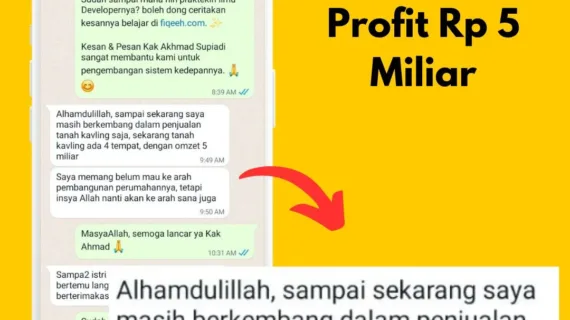 Developernya? boleh dong ceritakan
kesannya belajar di fiqeeh.com. ✨
Kesan & Pesan Kak Akhmad Supiadi
sangat membantu kami untuk
pengembangan sistem kedepannya. 🙏
😊
8:39 AM
Alhamdulillah, sampai sekarang saya
masih berkembang dalam penjualan
tanah kavling saja, sekarang tanah
kavling ada 4 tempat, dengan omzet 5
miliar
9:49 AM
Saya memang belum mau ke arah
pembangunan perumahannya, tetapi
insya Allah nanti akan ke arah sana juga
9:50 AM
MasyaAllah, semoga lancar ya Kak
Ahmad 🙏
10:31 AM
Sampa2 istri
bertemu lang
berterimakas
Profit Rp 5
Miliar
Alhamdulillah, sampai sekarang saya
masih berkembang dalam penjualan